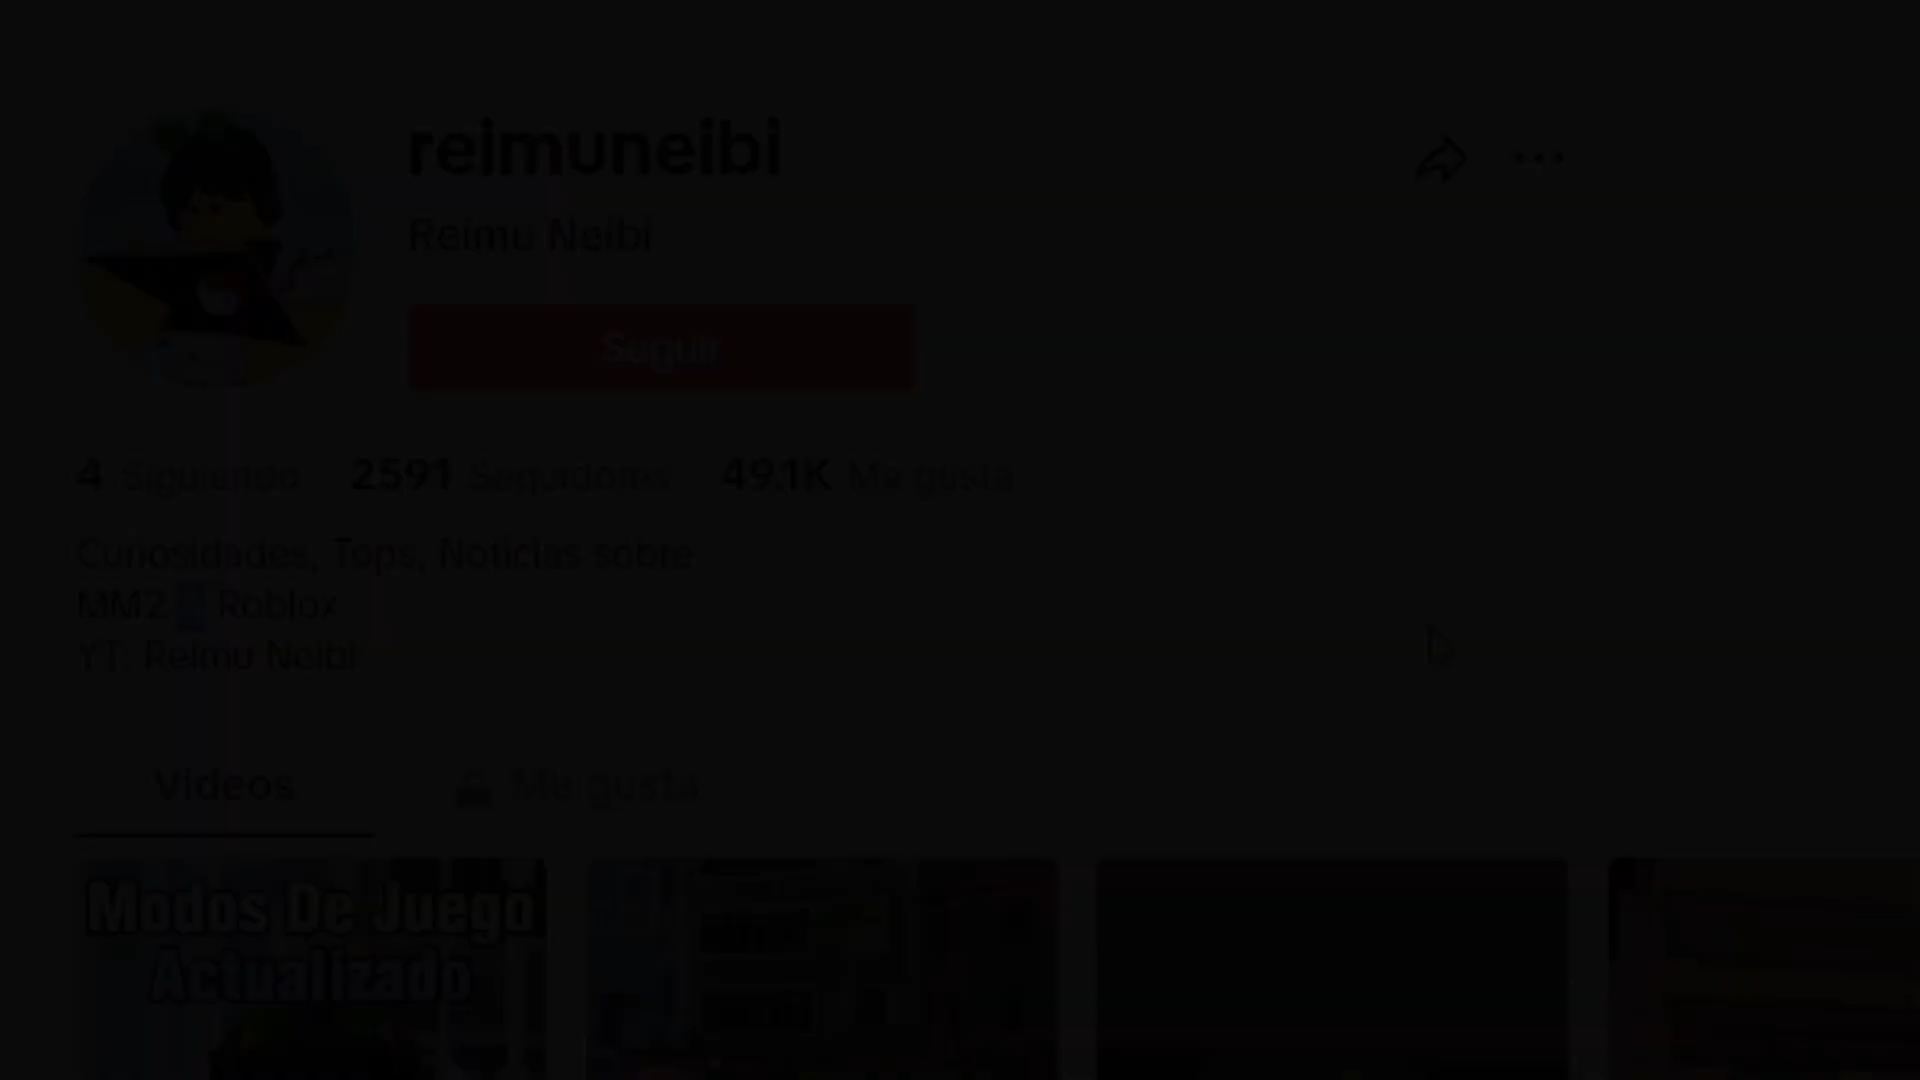 reimuneibi
Reimu Neibi
Seguir
4 Siguiendo 2591 Seguidores 49.1K Me gusta
Curiosidades, Tops, Noticias sobre
MM2 Roblox
YT: Reimu Neibi
Videos Me gusta
Modos De Juego
Actualizado